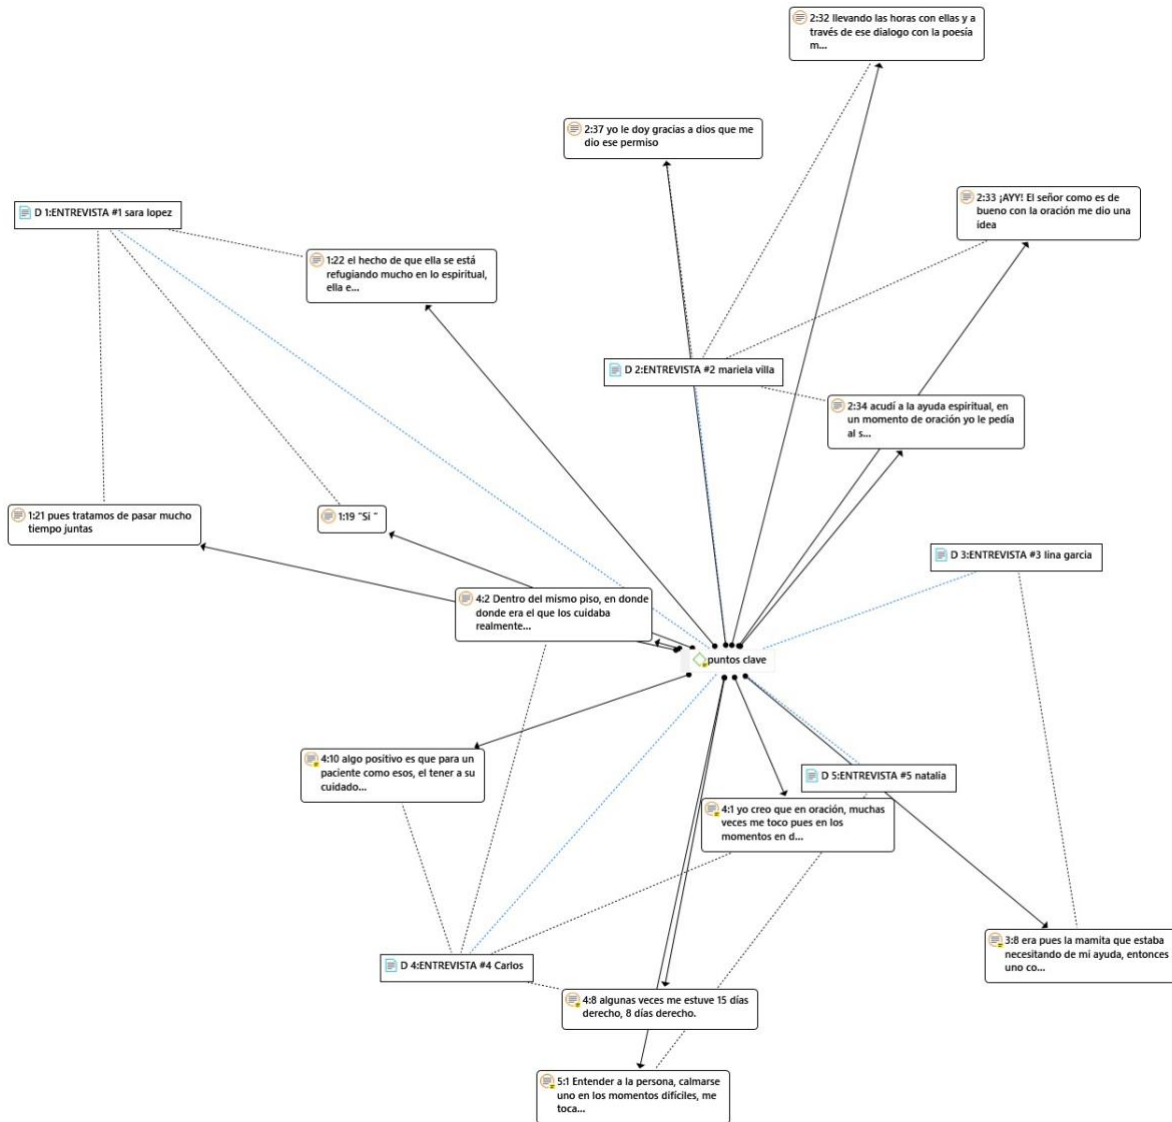 2:32 llevando las horas con ellas y a
través de ese dialogo con la poesía
m...
2:37 yo le doy gracias a dios que me
dio ese permiso
2:33 ¡AYY! El señor como es de
bueno con la oración me dio una
idea
D 1:ENTREVISTA #1 sara lopez
1:22 el hecho de que ella se está
refugiando mucho en lo espiritual,
ella e...
D 2:ENTREVISTA #2 mariela villa
2:34 acudí a la ayuda espiritual, en
un momento de oración yo le pedía
al s...
1:21 pues tratamos de pasar mucho
tiempo juntas
1:19 "Si "
D 3:ENTREVISTA #3 lina garcia
4:2 Dentro del mismo piso, en donde
donde era el que los cuidaba
realmente...
puntos clave
4:10 algo positivo es que para un
paciente como esos, el tener a su
cuidado...
D 5:ENTREVISTA #5 natalia
4:1 yo creo que en oración, muchas
veces me toco pues en los
momentos en d...
3:8 era pues la mamita que estaba
necesitando de mi ayuda, entonces
uno co...
D 4:ENTREVISTA #4 Carlos
4:8 algunas veces me estuve 15 días
derecho, 8 días derecho.
5:1 Entender a la persona, calmarse
uno en los momentos difíciles, me
toca...